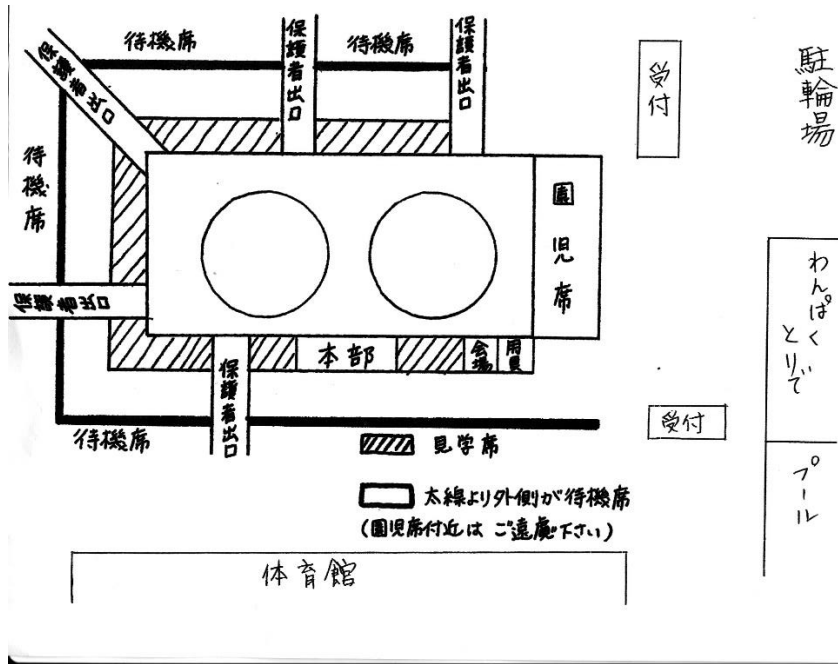 待機席
保護者出口
待機席
保護者出口
保護者出口
受付
駐輪場
待機席
園児席
保護者出口
わんぱく
とりで
本部
会場
用具
保護者出口
待機席
受付
見学席
プール
太線より外側が待機席
(園児席付近は ご遠慮下さい)
体育館